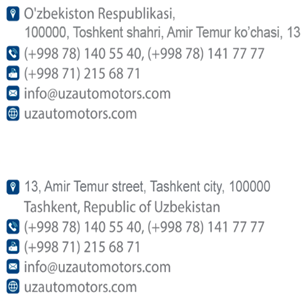 O'zbekiston Respublikasi,
100000, Toshkent shahri, Amir Temur ko'chasi, 13
(+998 78) 140 55 40, (+998 78) 141 77 77
(+998 71) 215 68 71
info@uzautomotors.com
uzautomotors.com
13, Amir Temur street, Tashkent city, 100000
Tashkent, Republic of Uzbekistan
(+998 78) 140 55 40, (+998 78) 141 77 77
(+998 71) 215 68 71
info@uzautomotors.com
uzautomotors.com